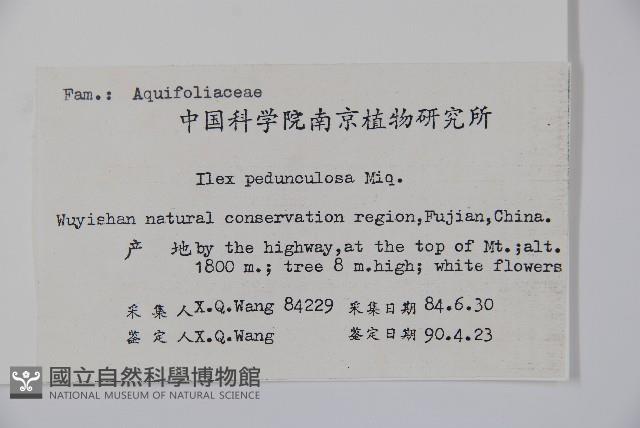 Fam.: Aquifoliaceae
中国科学院南京植物研究所
Ilex pedunculosa Miq.
Wuyishan natural conservation region,Fujian,China.
产 地 by the highway,at the top of Mt.;alt.
1800 m.; tree 8 m.high; white flowers
采 集 人 X.Q.Wang 84229 采集日期 84.6.30
鉴 定 人 X.Q.Wang 鉴定日期 90.4.23
國立自然科學博物館
NATIONAL MUSEUM OF NATURAL SCIENCE